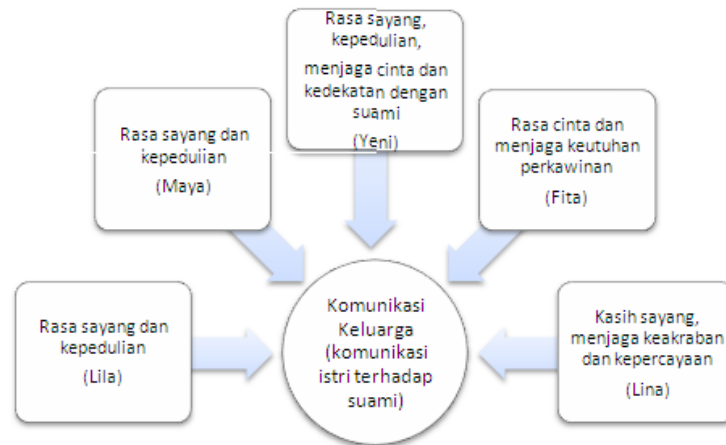 Rasa sayang,
kepedulian,
menjaga cinta dan
kedekatan dengan
suami
(Yeni)
Rasa sayang dan
kepedulian
(Maya)
Rasa cinta dan
menjaga keutuhan
perkawinan
(Fita)
Rasa sayang dan
kepedulian
(Lila)
Komunikasi
Keluarga
(komunikasi
istri terhadap
suami)
Kasih sayang,
menjaga keakraban
dan kepercayaan
(Lina)